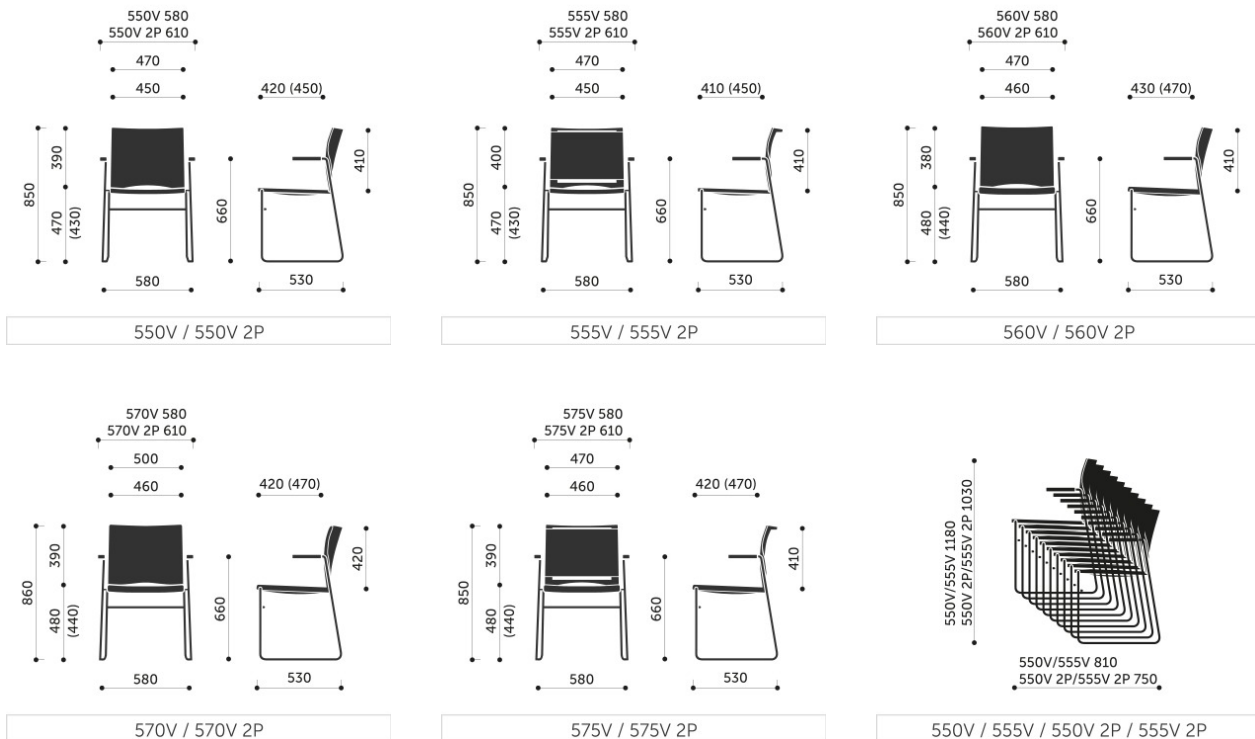 550V 580
550V 2P 610
470
450
420 (450)
850
390
470
(430)
660
410
580
530
550V / 550V 2P
555V 580
555V 2P 610
470
450
410 (450)
850
400
470
(430)
660
410
580
530
555V / 555V 2P
560V 580
560V 2P 610
470
460
430 (470)
850
380
480
(440)
660
410
580
530
560V / 560V 2P
570V 580
570V 2P 610
500
460
420 (470)
860
390
480
(440)
660
420
580
530
570V / 570V 2P
575V 580
575V 2P 610
470
460
420 (470)
850
390
480
(440)
660
410
580
530
575V / 575V 2P
550V/555V 1180
550V 2P/555V 2P 1030
550V/555V 810
550V 2P/555V 2P 750
550V / 555V / 550V 2P / 555V 2P